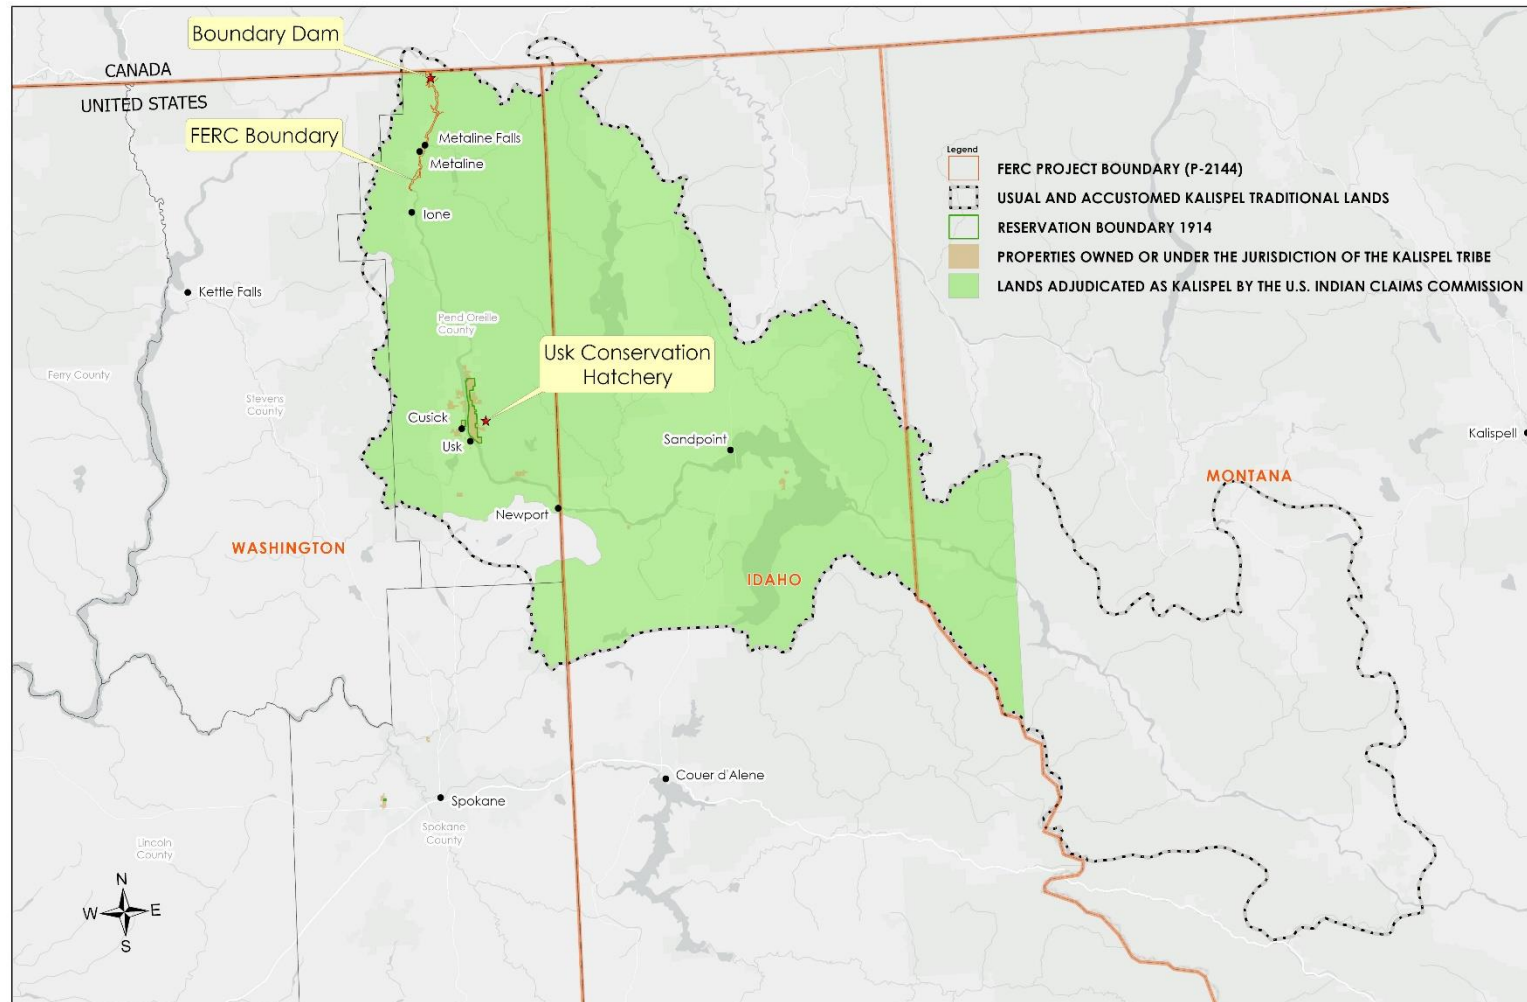 Boundary Dam
CANADA
UNITED STATES
FERC Boundary
Metaline Falls
Metaline
Ione
Kettle Falls
Pend Oreille
County
Usk Conservation
Hatchery
Ferry County
Stevens
County
Cusick
Usk
Sandpoint
Kalispell
Newport
MONTANA
WASHINGTON
IDAHO
Couer d'Alene
Spokane
Spokane
County
Lincoln
County
N
W
E
S
Legend
FERC PROJECT BOUNDARY (P-2144)
USUAL AND ACCUSTOMED KALISPEL TRADITIONAL LANDS
RESERVATION BOUNDARY 1914
PROPERTIES OWNED OR UNDER THE JURISDICTION OF THE KALISPEL TRIBE
LANDS ADJUDICATED AS KALISPEL BY THE U.S. INDIAN CLAIMS COMMISSION